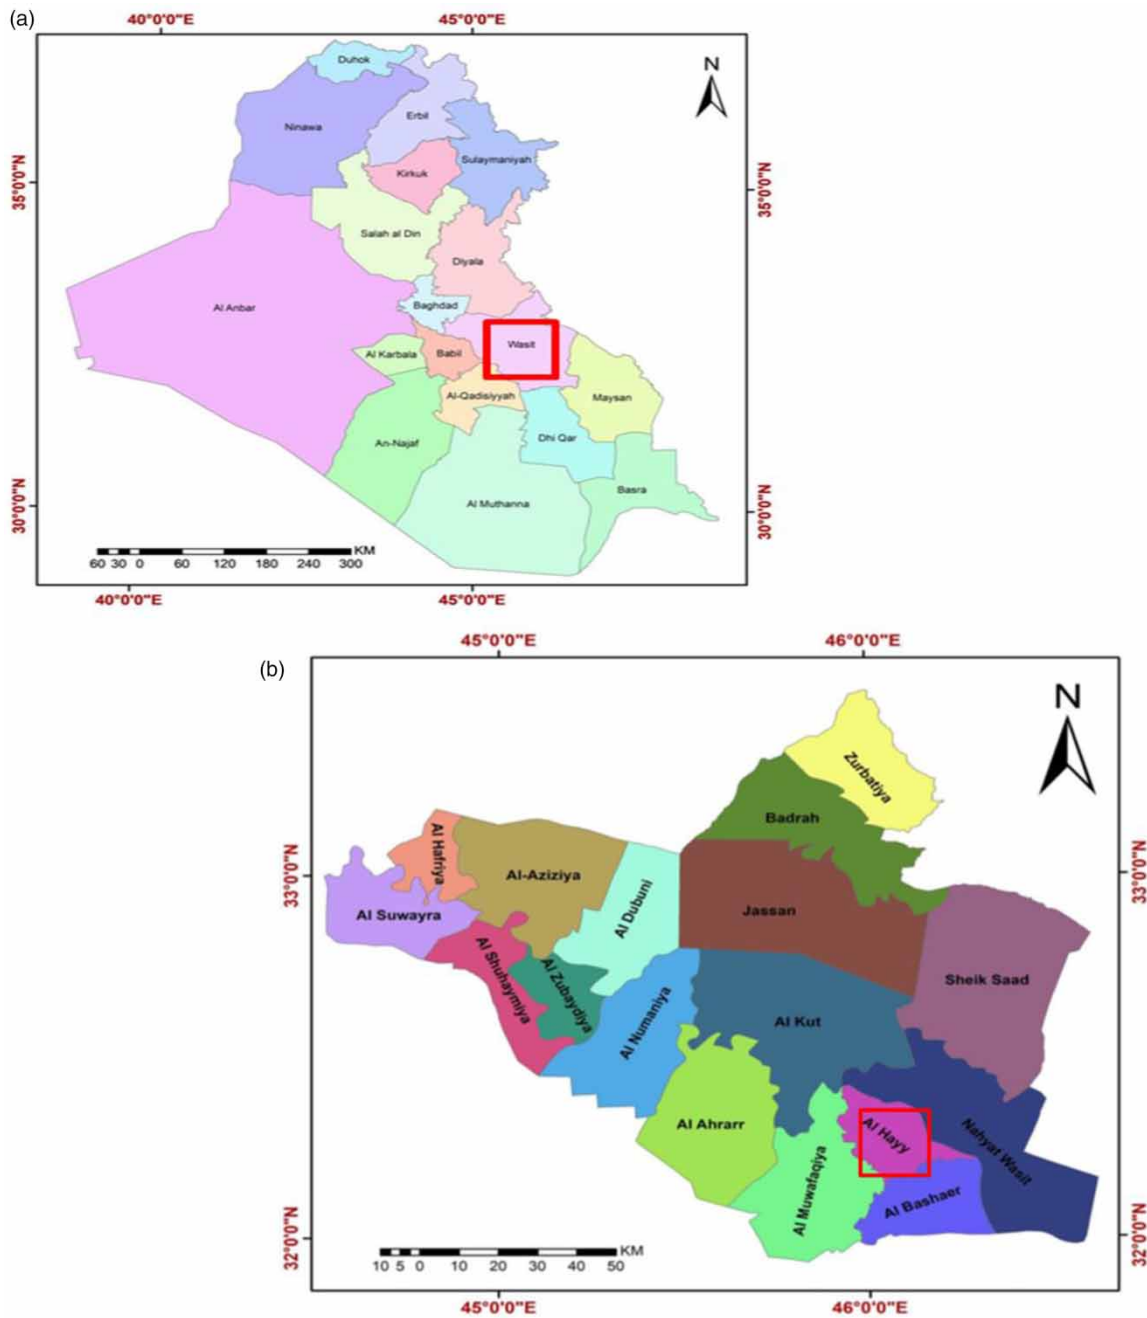 (a)
40°0'0"E 45°0'0"E
N
Duhok
Erbil
Ninawa
Sulaymaniyah
Kirkuk
35°0'0"N 35°0'0"N
Salah al Din
Diyala
Al Anbar
Baghdad
Wasit
Al Karbala
Babil
Al-Qadisiyyah
Maysan
Dhi Qar
An-Najaf
Basra
Al Muthanna
30°0'0"N 30°0'0"N
KM
60 30 0 60 120 180 240 300
40°0'0"E 45°0'0"E
(b)
45°0'0"E 46°0'0"E
N
Zurbatiya
Badrah
Al Hafriya
33°0'0"N 33°0'0"N
Al-Aziziya
Al Dubuni
Jassan
Al Suwayra
Al Shuhaymiya
Al Zubaydiya
Sheik Saad
Al Numaniya
Al Kut
Al Ahrarr
Al Hayy
Nahyat Wasit
Al Muwafaqiya
Al Bashaer
32°0'0"N 32°0'0"N
KM
10 5 0 10 20 30 40 50
45°0'0"E 46°0'0"E